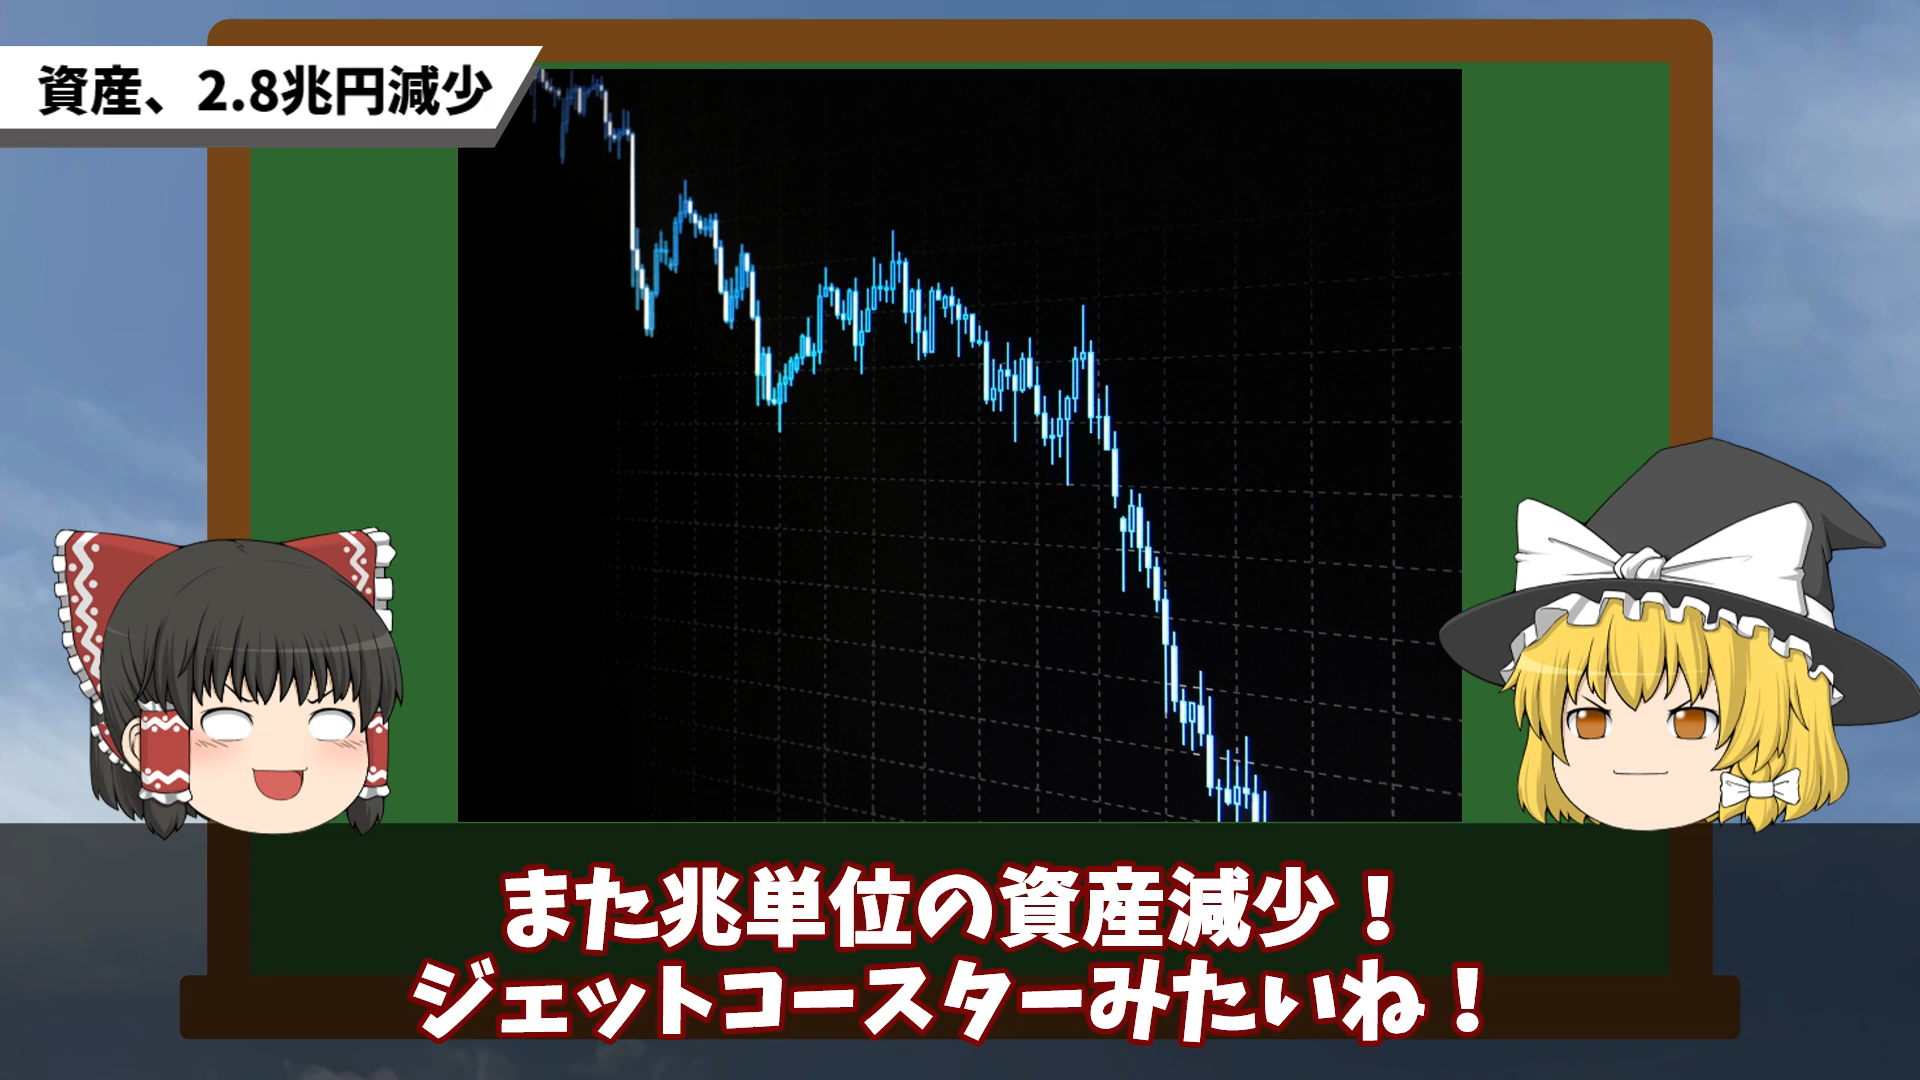 資産、2.8兆円減少
また兆単位の資産減少！
ジェットコースターみたいね！